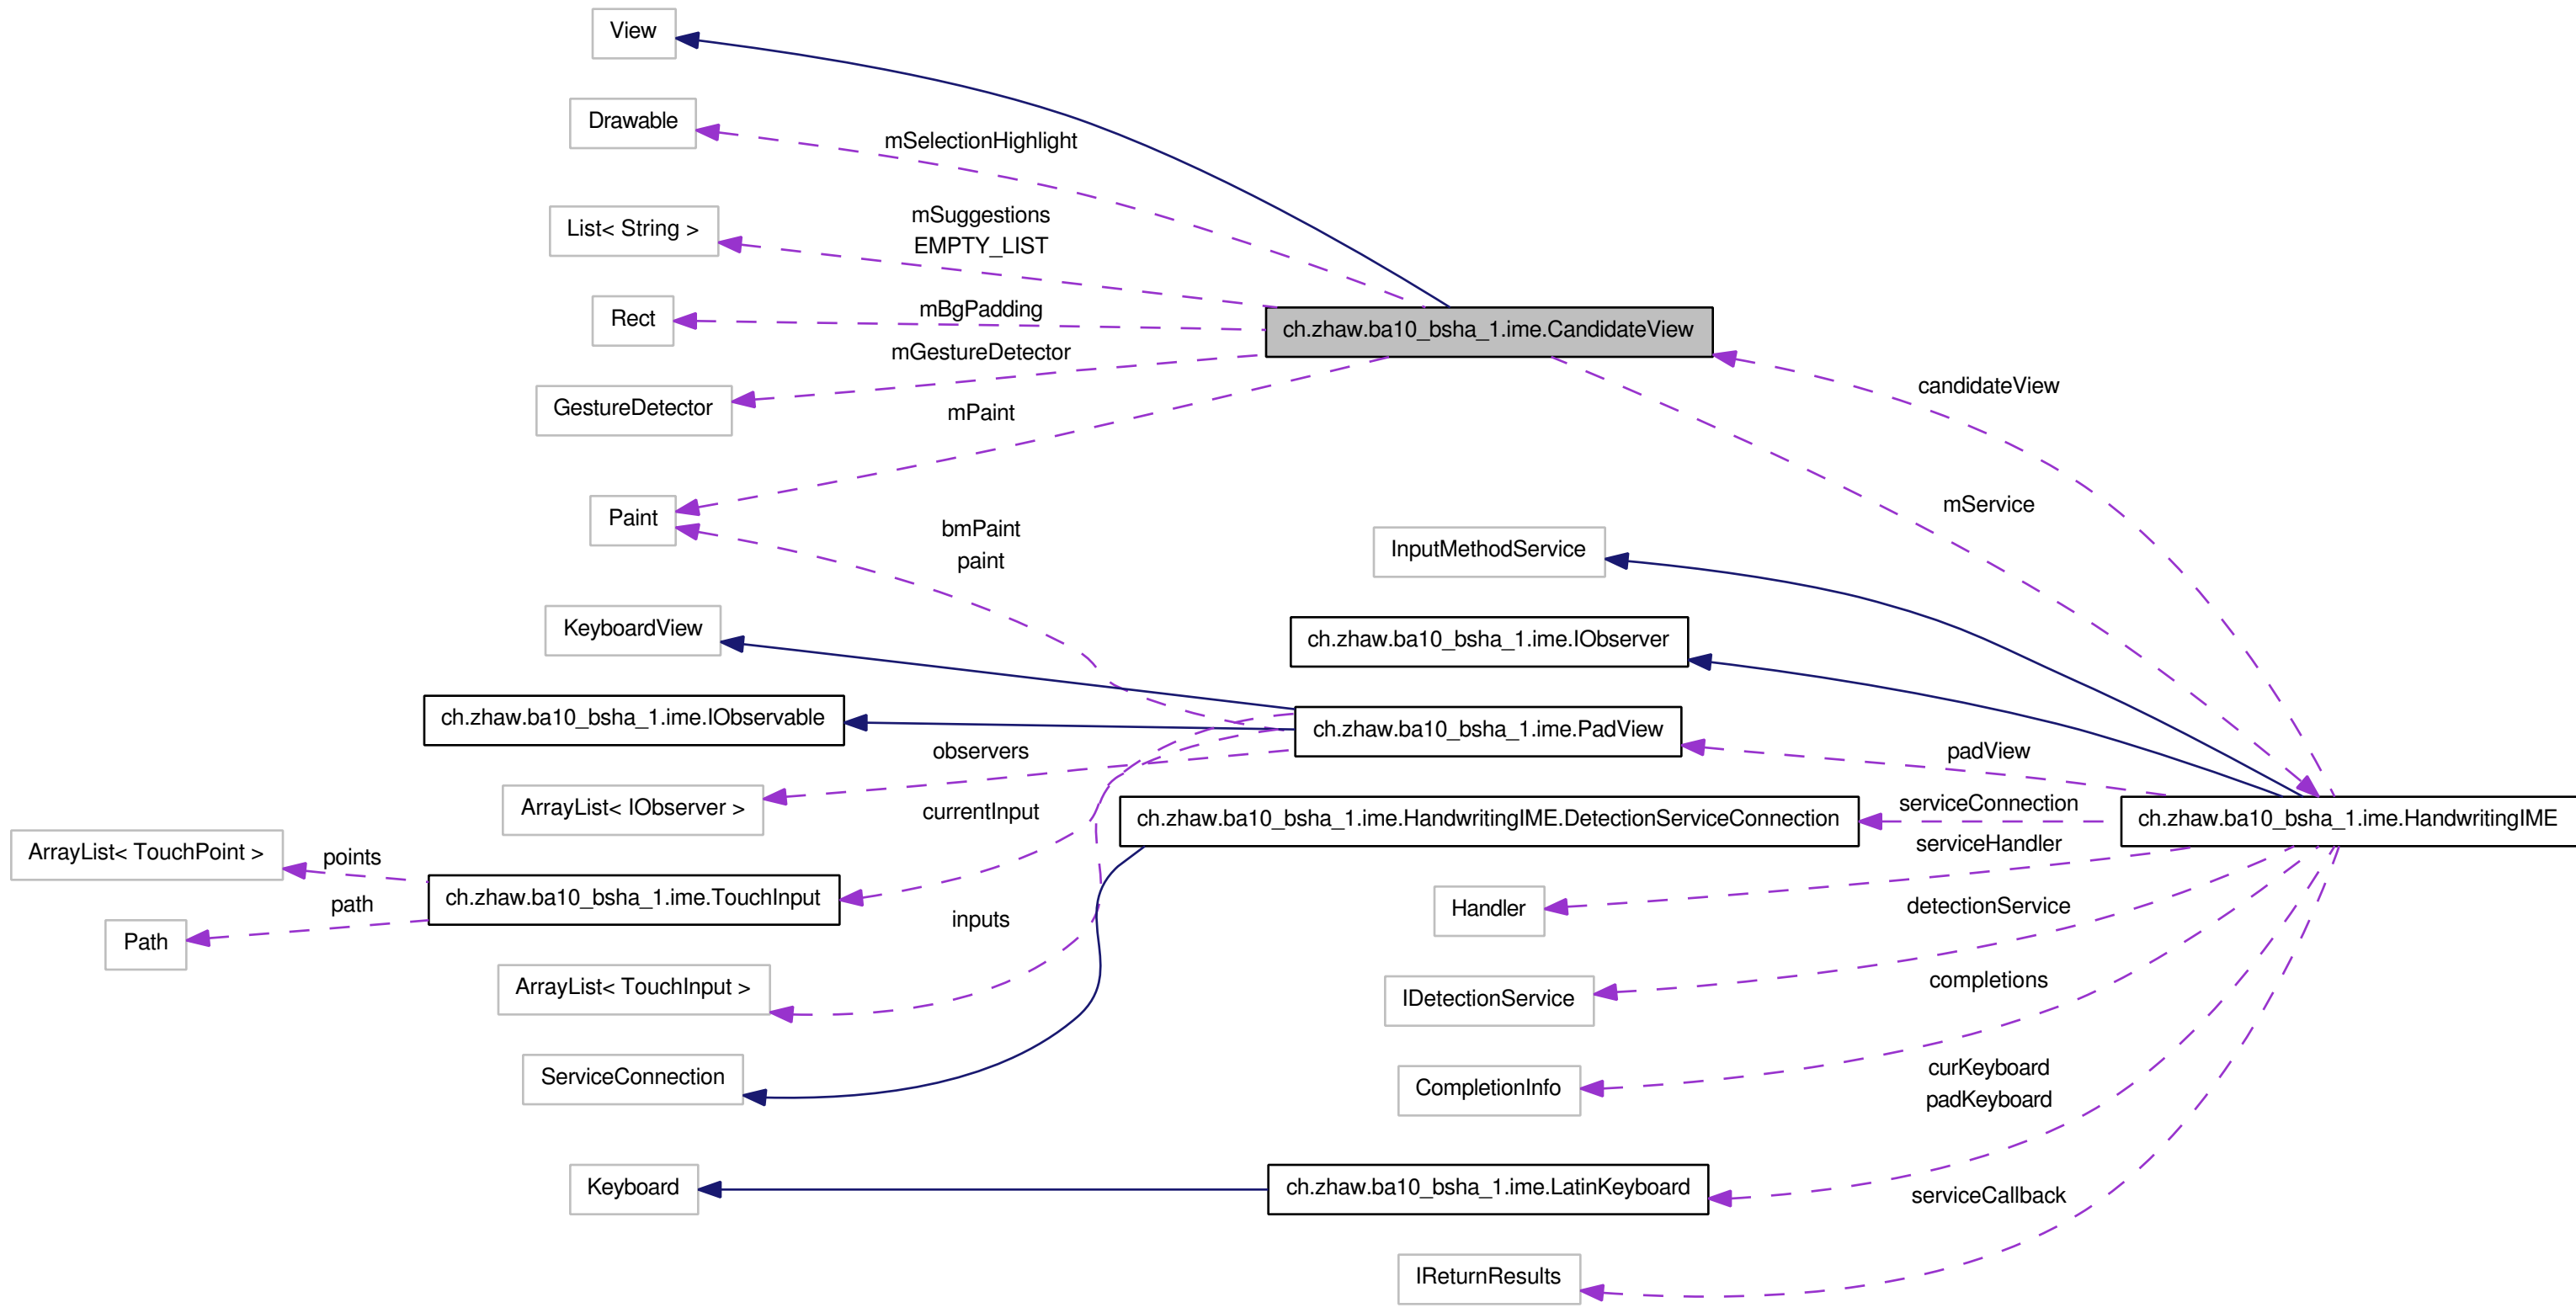 View
Drawable
mSelectionHighlight
List< String >
mSuggestions
EMPTY_LIST
Rect
mBgPadding
ch.zhaw.ba10_bsha_1.ime.CandidateView
GestureDetector
mGestureDetector
candidateView
mPaint
Paint
mService
bmPaint
paint
InputMethodService
KeyboardView
ch.zhaw.ba10_bsha_1.ime.IObserver
ch.zhaw.ba10_bsha_1.ime.IObservable
ch.zhaw.ba10_bsha_1.ime.PadView
observers
padView
ArrayList< IObserver >
currentInput
ch.zhaw.ba10_bsha_1.ime.HandwritingIME.DetectionServiceConnection
serviceConnection
ch.zhaw.ba10_bsha_1.ime.HandwritingIME
ArrayList< TouchPoint >
points
serviceHandler
path
ch.zhaw.ba10_bsha_1.ime.TouchInput
Handler
detectionService
Path
inputs
ArrayList< TouchInput >
IDetectionService
completions
ServiceConnection
CompletionInfo
curKeyboard
padKeyboard
Keyboard
ch.zhaw.ba10_bsha_1.ime.LatinKeyboard
serviceCallback
IReturnResults